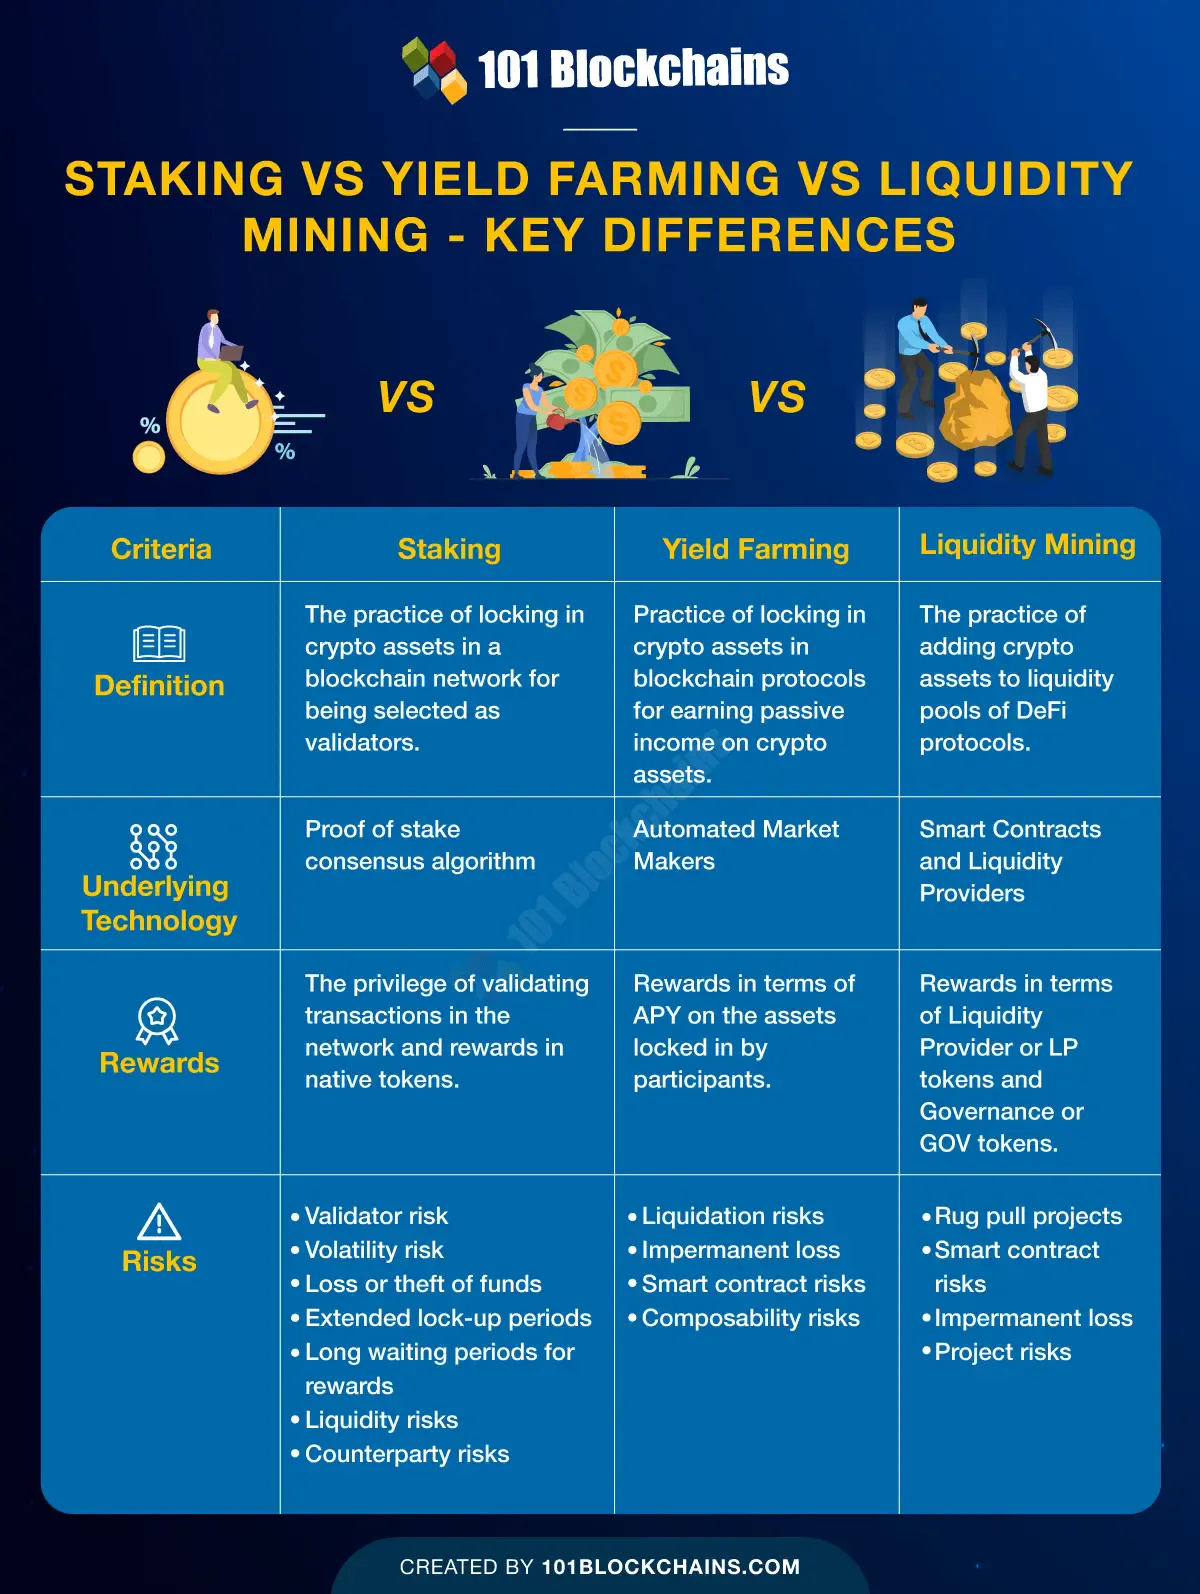 101 Blockchains
STAKING VS YIELD FARMING VS LIQUIDITY
MINING - KEY DIFFERENCES
%
%
VS
VS
Criteria
Staking
Yield Farming
Liquidity Mining
Definition
The practice of locking in
crypto assets in a
blockchain network for
being selected as
validators.
Practice of locking in
crypto assets in
blockchain protocols
for earning passive
income on crypto
assets.
The practice of
adding crypto
assets to liquidity
pools of DeFi
protocols.
Underlying
Technology
Proof of stake
consensus algorithm
Automated Market
Makers
Smart Contracts
and Liquidity
Providers
Rewards
The privilege of validating
transactions in the
network and rewards in
native tokens.
Rewards in terms of
APY on the assets
locked in by
participants.
Rewards in terms
of Liquidity
Provider or LP
tokens and
Governance or
GOV tokens.
Risks
• Validator risk
• Volatility risk
• Loss or theft of funds
• Extended lock-up periods
• Long waiting periods for
rewards
• Liquidity risks
• Counterparty risks
• Liquidation risks
• Impermanent loss
• Smart contract risks
• Composability risks
• Rug pull projects
• Smart contract
risks
• Impermanent loss
• Project risks
101 Blockchains
CREATED BY 101BLOCKCHAINS.COM